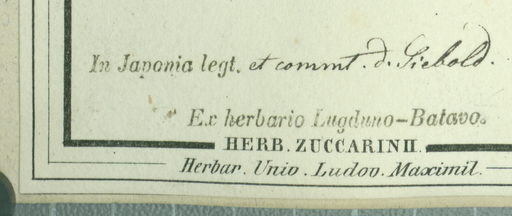 In Japonia legt. et commt. d. Siebold.
Ex herbario Lugduno-Batavo.
HERB. ZUCCARINII.
Herbar. Univ. Ludov. Maximil.